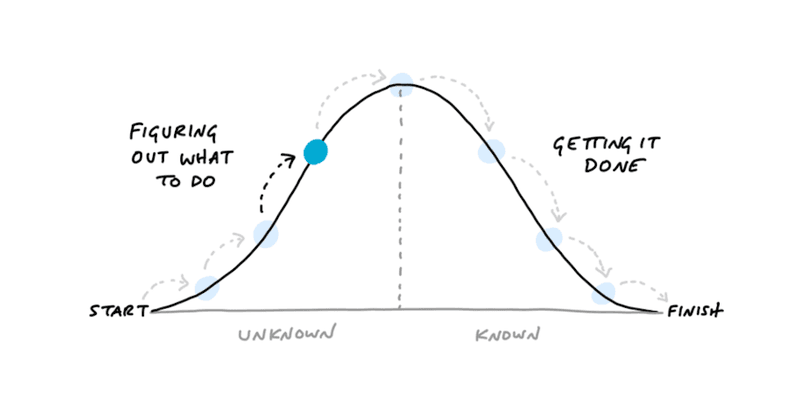 FIGURING
OUT WHAT
TO DO
GETTING IT
DONE
START
FINISH
UNKNOWN
KNOWN